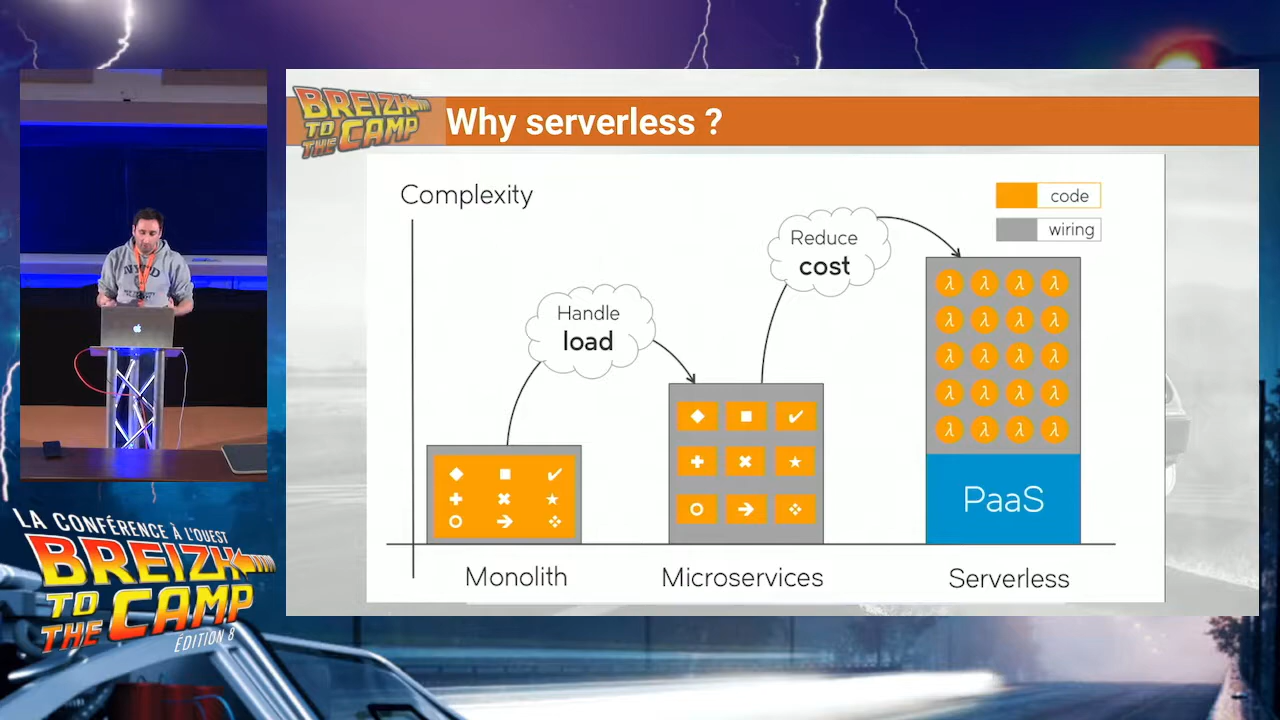 BREIZH
TO
THE CAMP
Why serverless ?
Complexity
code
wiring
Reduce
cost
Handle
load
λ λ λ λ
λ λ λ λ
λ λ λ λ
λ λ λ λ
λ λ λ λ
PaaS
Monolith
Microservices
Serverless
LA CONFÉRENCE À L'OUEST
BREIZH
TO
THE CAMP
ÉDITION 8